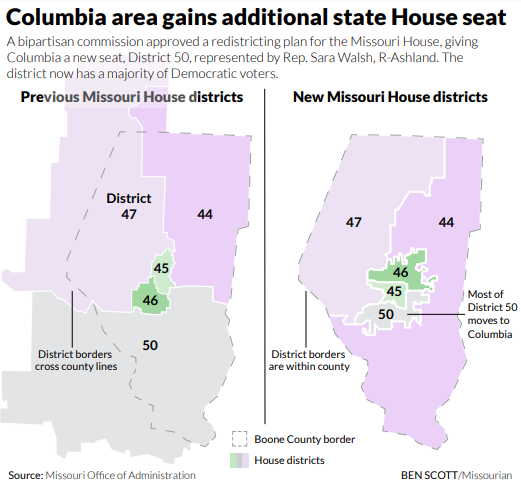 Columbia area gains additional state House seat
A bipartisan commission approved a redistricting plan for the Missouri House, giving
Columbia a new seat, District 50, represented by Rep. Sara Walsh, R-Ashland. The
district now has a majority of Democratic voters.
Previous Missouri House districts
District
47
44
45
46
50
District borders
cross county lines
New Missouri House districts
47
44
46
45
50
Most of
District 50
moves to
Columbia
District borders
are within county
Boone County border
House districts
Source: Missouri Office of Administration
BEN SCOTT/Missourian